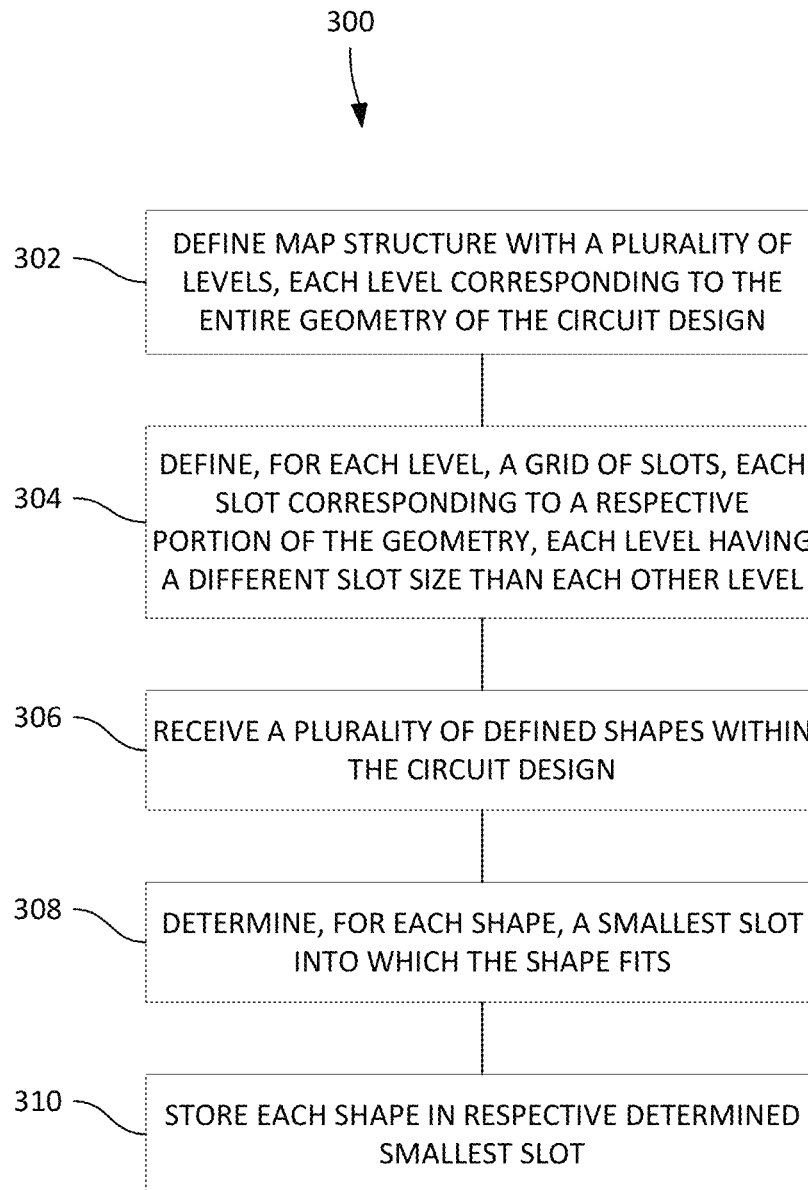 300
302
DEFINE MAP STRUCTURE WITH A PLURALITY OF
LEVELS, EACH LEVEL CORRESPONDING TO THE
ENTIRE GEOMETRY OF THE CIRCUIT DESIGN
304
DEFINE, FOR EACH LEVEL, A GRID OF SLOTS, EACH
SLOT CORRESPONDING TO A RESPECTIVE
PORTION OF THE GEOMETRY, EACH LEVEL HAVING
A DIFFERENT SLOT SIZE THAN EACH OTHER LEVEL
306
RECEIVE A PLURALITY OF DEFINED SHAPES WITHIN
THE CIRCUIT DESIGN
308
DETERMINE, FOR EACH SHAPE, A SMALLEST SLOT
INTO WHICH THE SHAPE FITS
310
STORE EACH SHAPE IN RESPECTIVE DETERMINED
SMALLEST SLOT